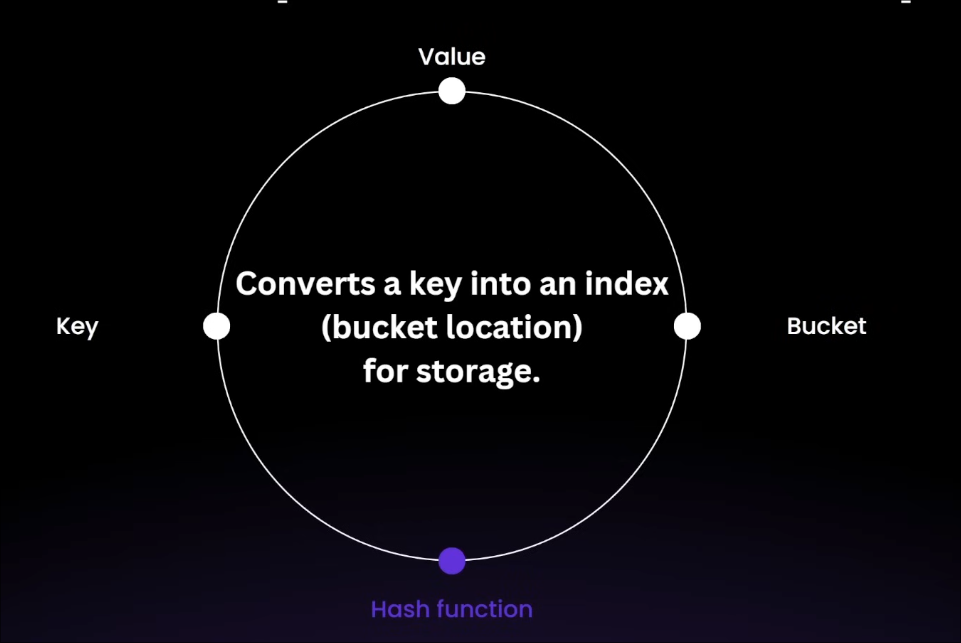 Value
Converts a key into an index
Key
(bucket location)
Bucket
for storage.
Hash function